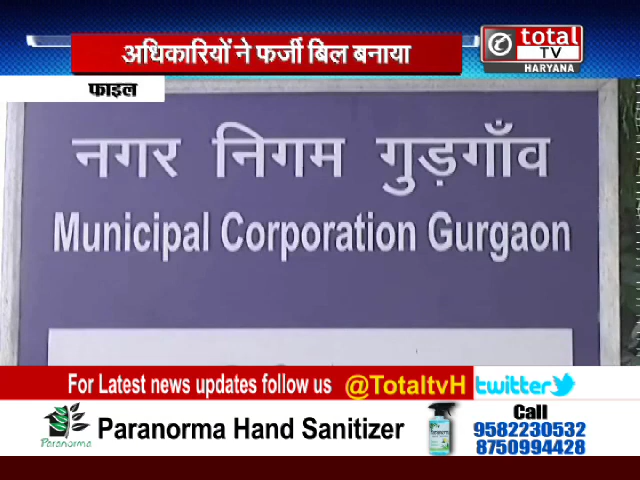 अधिकारियों ने फर्जी बिल बनाया
total
TV
HARYANA
फाइल
नगर निगम गुड़गाँव
Municipal Corporation Gurgaon
For Latest news updates follow us @TotaltvH twitter
Paranorma
Paranorma Hand Sanitizer
Call
9582230532
8750994428